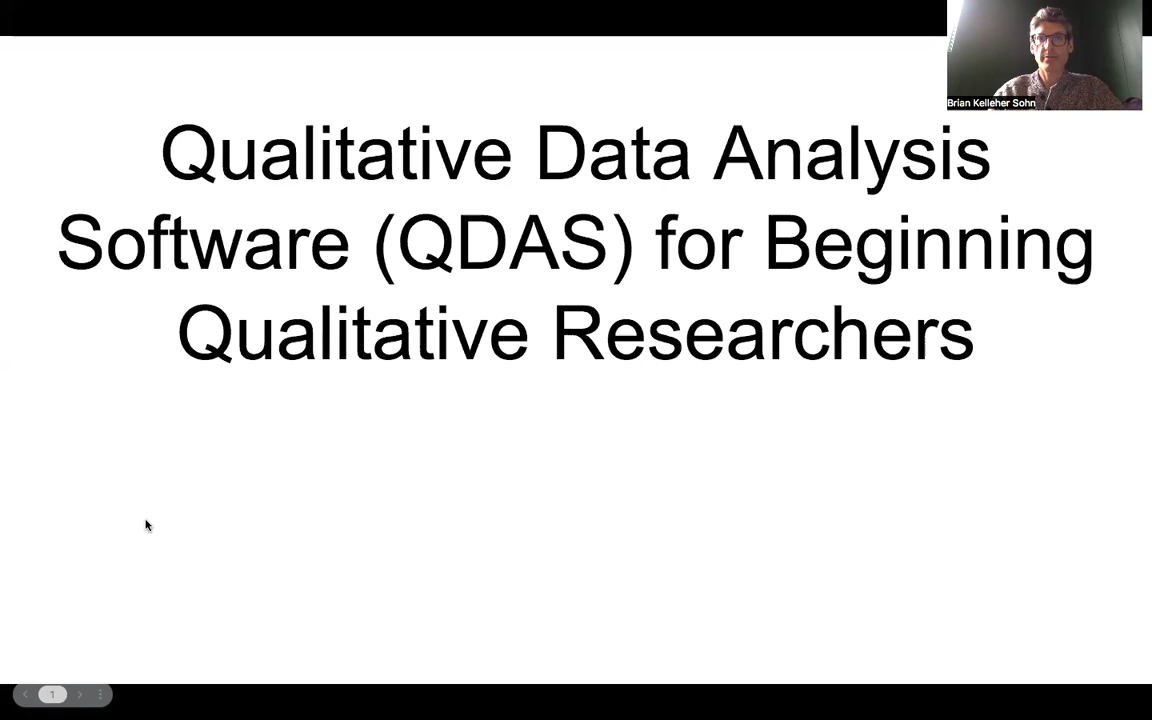 Brian Kelleher Sohn
Qualitative Data Analysis
Software (QDAS) for Beginning
Qualitative Researchers
1